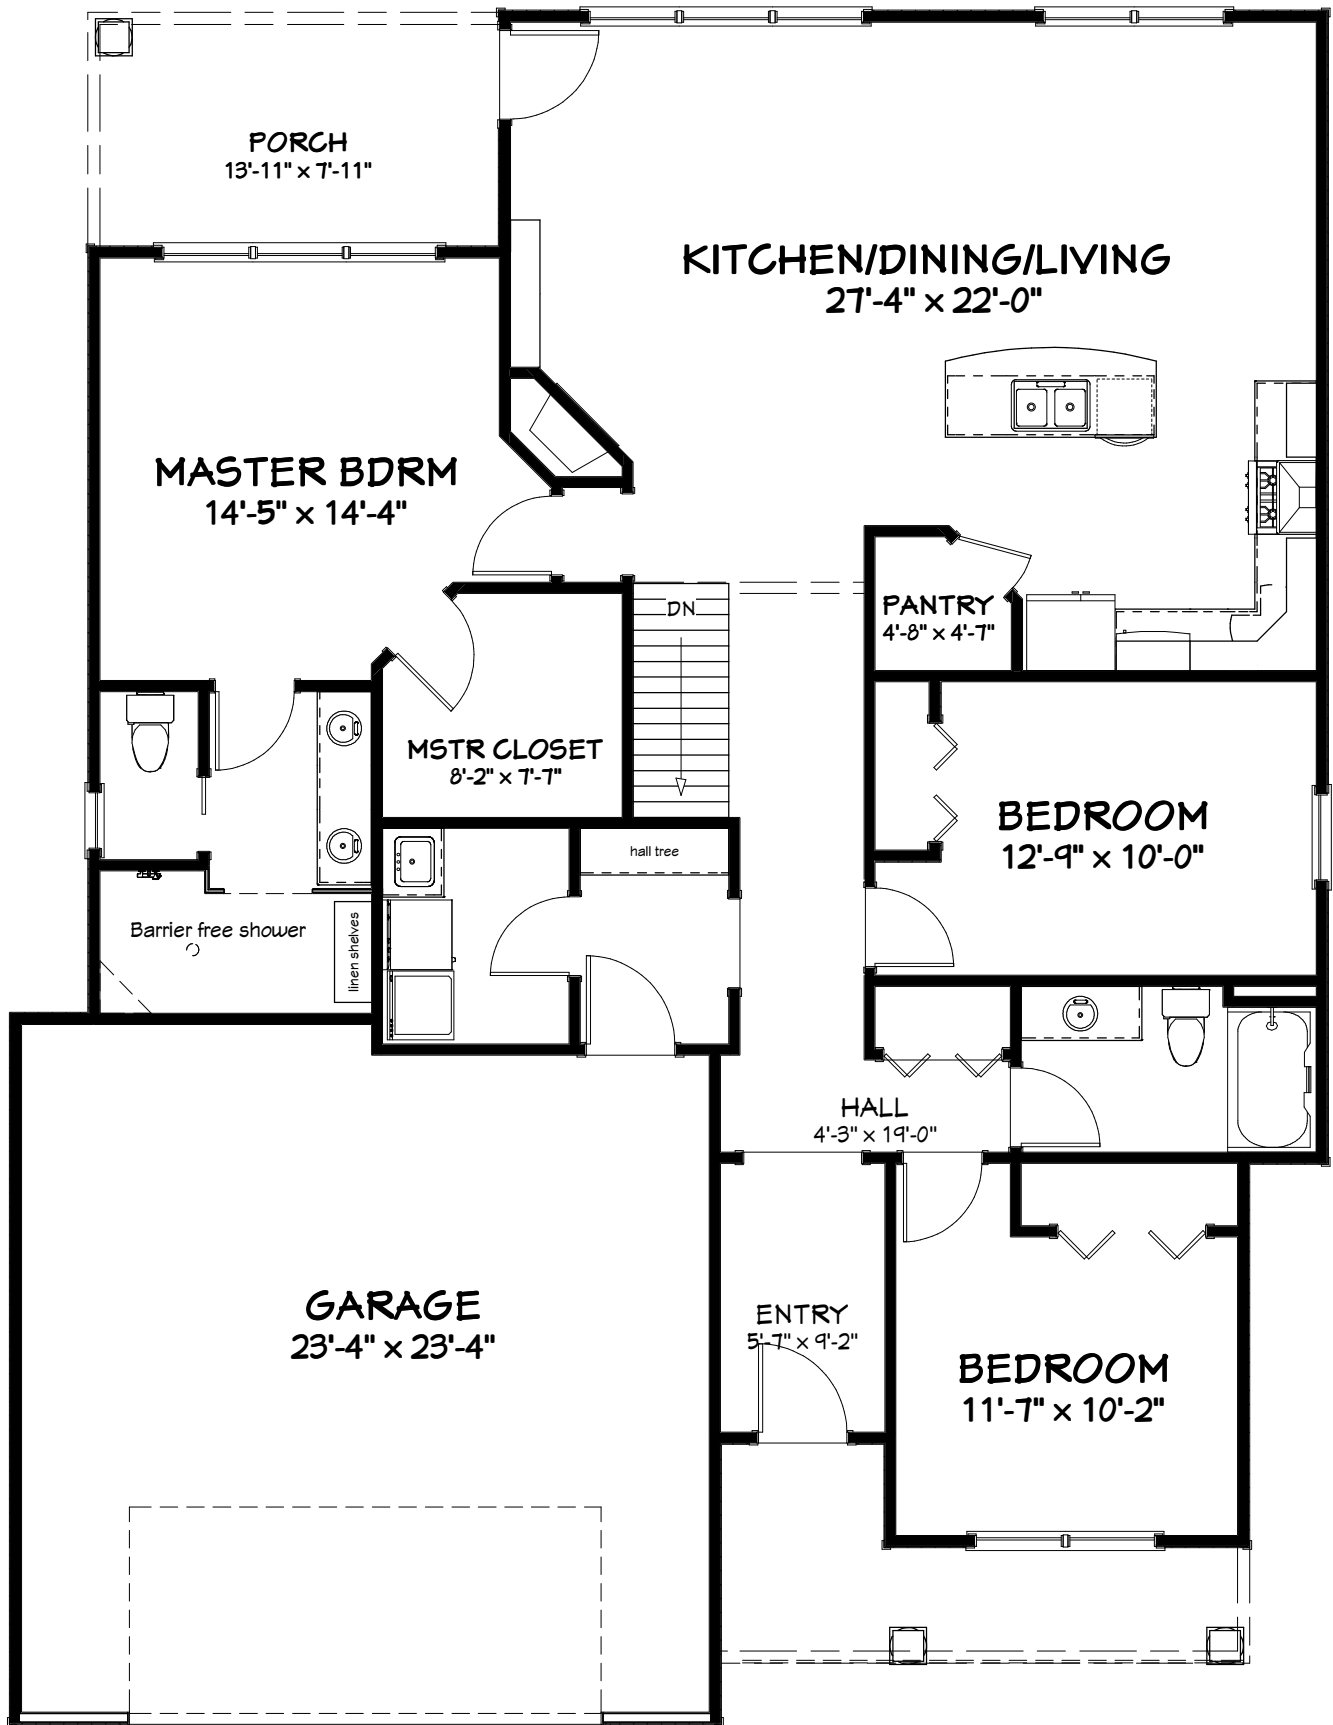 PORCH
13'-11" x 7'-11"
KITCHEN/DINING/LIVING
27'-4" x 22'-0"
MASTER BDRM
14'-5" x 14'-4"
DN
PANTRY
4'-8" x 4'-7"
MSTR CLOSET
8'-2" x 7'-7"
BEDROOM
12'-9" x 10'-0"
hall tree
Barrier free shower
linen shelves
HALL
4'-3" x 19'-0"
GARAGE
23'-4" x 23'-4"
ENTRY
5'-7" x 9'-2"
BEDROOM
11'-7" x 10'-2"